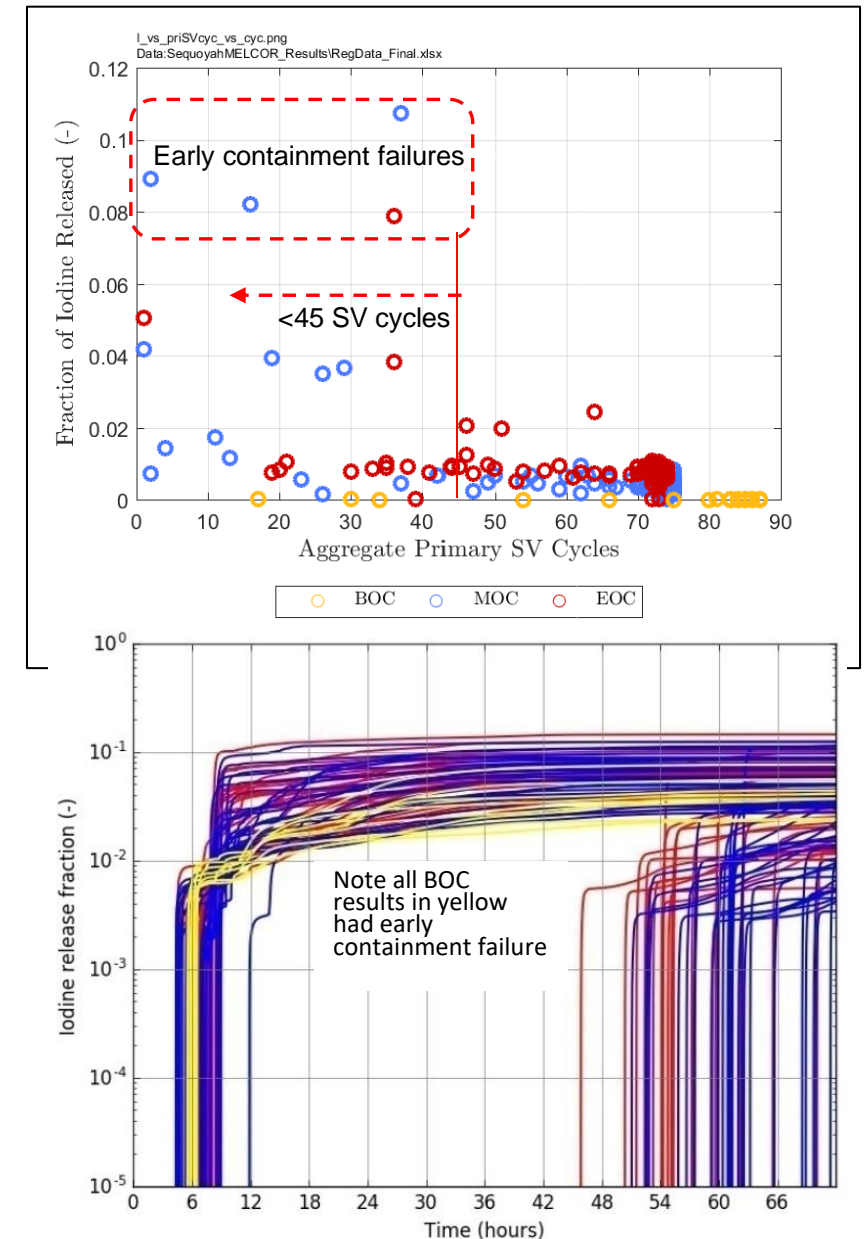 I_vs_priSVcyc_vs_cyc.png
Data:SequoyahMELCOR_Results\RegData_Final.xlsx
0.12
0.1
0.08
0.06
0.04
0.02
0
Fraction of Iodine Released (-)
Early containment failures
<45 SV cycles
0 10 20 30 40 50 60 70 80 90
Aggregate Primary SV Cycles
BOC MOC EOC
10⁰
10⁻¹
10⁻²
10⁻³
10⁻⁴
10⁻⁵
Iodine release fraction (-)
Note all BOC
results in yellow
had early
containment failure
0 6 12 18 24 30 36 42 48 54 60 66
Time (hours)